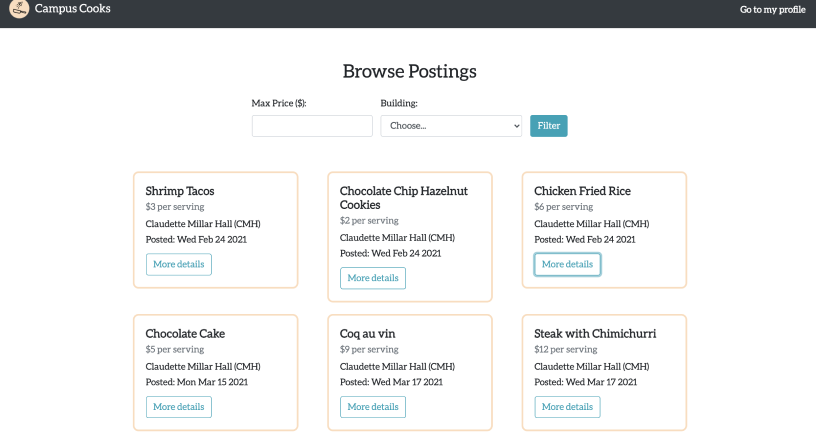 Campus Cooks
Go to my profile
Browse Postings
Max Price ($):
Building:
Choose...
Filter
Shrimp Tacos
$3 per serving
Claudette Millar Hall (CMH)
Posted: Wed Feb 24 2021
More details
Chocolate Chip Hazelnut
Cookies
$2 per serving
Claudette Millar Hall (CMH)
Posted: Wed Feb 24 2021
More details
Chicken Fried Rice
$6 per serving
Claudette Millar Hall (CMH)
Posted: Wed Feb 24 2021
More details
Chocolate Cake
$5 per serving
Claudette Millar Hall (CMH)
Posted: Mon Mar 15 2021
More details
Coq au vin
$9 per serving
Claudette Millar Hall (CMH)
Posted: Wed Mar 17 2021
More details
Steak with Chimichurri
$12 per serving
Claudette Millar Hall (CMH)
Posted: Wed Mar 17 2021
More details